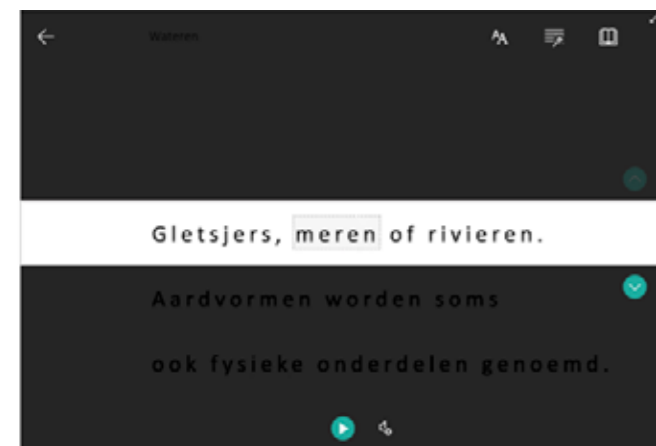 Wateren
Gletsjers, meren of rivieren.
Aardvormen worden soms
ook fysieke onderdelen genoemd.